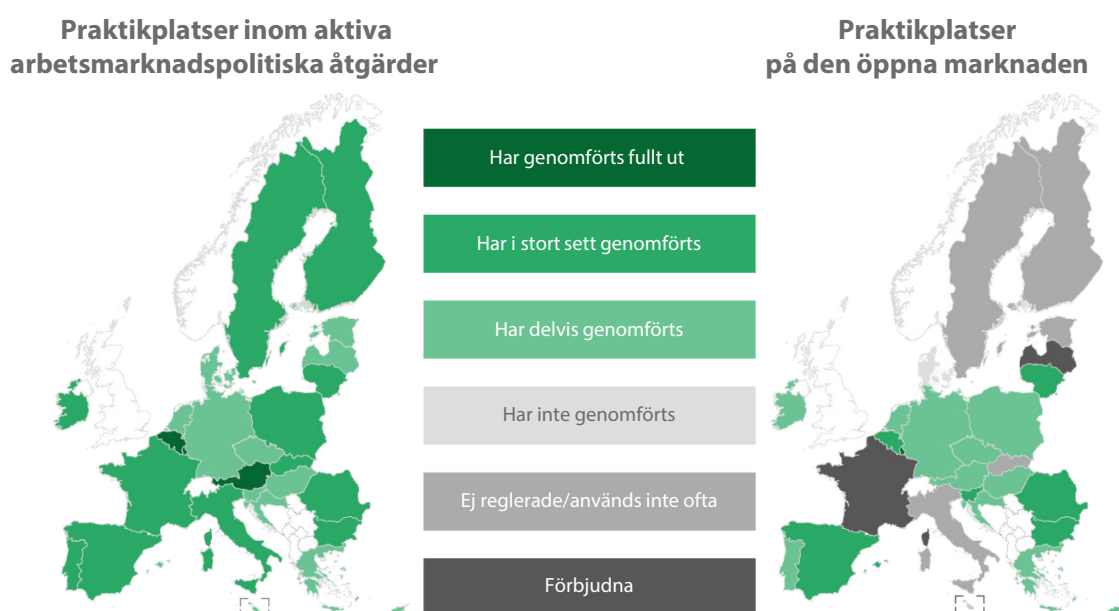 Praktikplatser inom aktiva
arbetsmarknadspolitiska åtgärder
Praktikplatser
på den öppna marknaden
Har genomförts fullt ut
Har i stort sett genomförts
Har delvis genomförts
Har inte genomförts
Ej reglerade/används inte ofta
Förbjudna